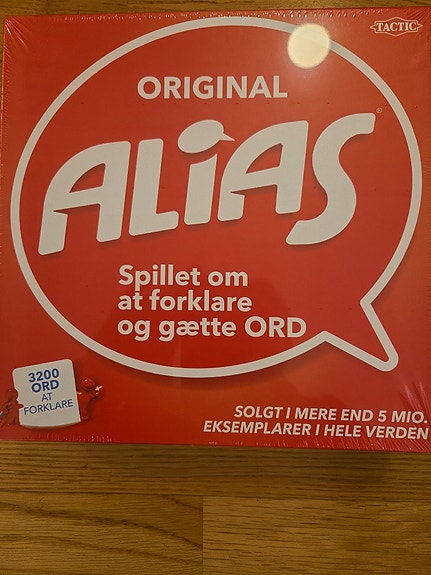 TACTIC
ORIGINAL
ALiAS®
Spillet om
at forklare
og gætte ORD
3200
ORD
AT
FORKLARE
SOLGT I MERE END 5 MIO.
EKSEMPLARER I HELE VERDEN